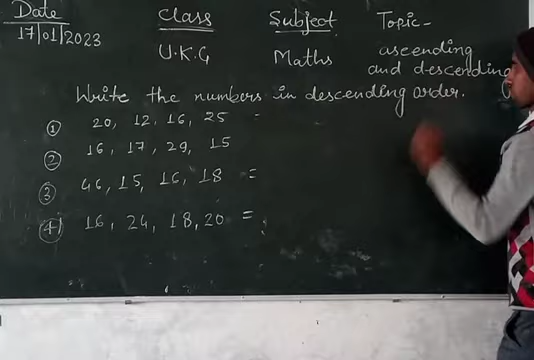 Date Class Subject Topic-
17/01/2023 U.K.G Maths ascending
and descending
Write the numbers in descending order.
① 20, 12, 16, 25 =
② 16, 17, 29, 15
③ 46, 15, 16, 18 =
④ 16, 24, 18, 20 =